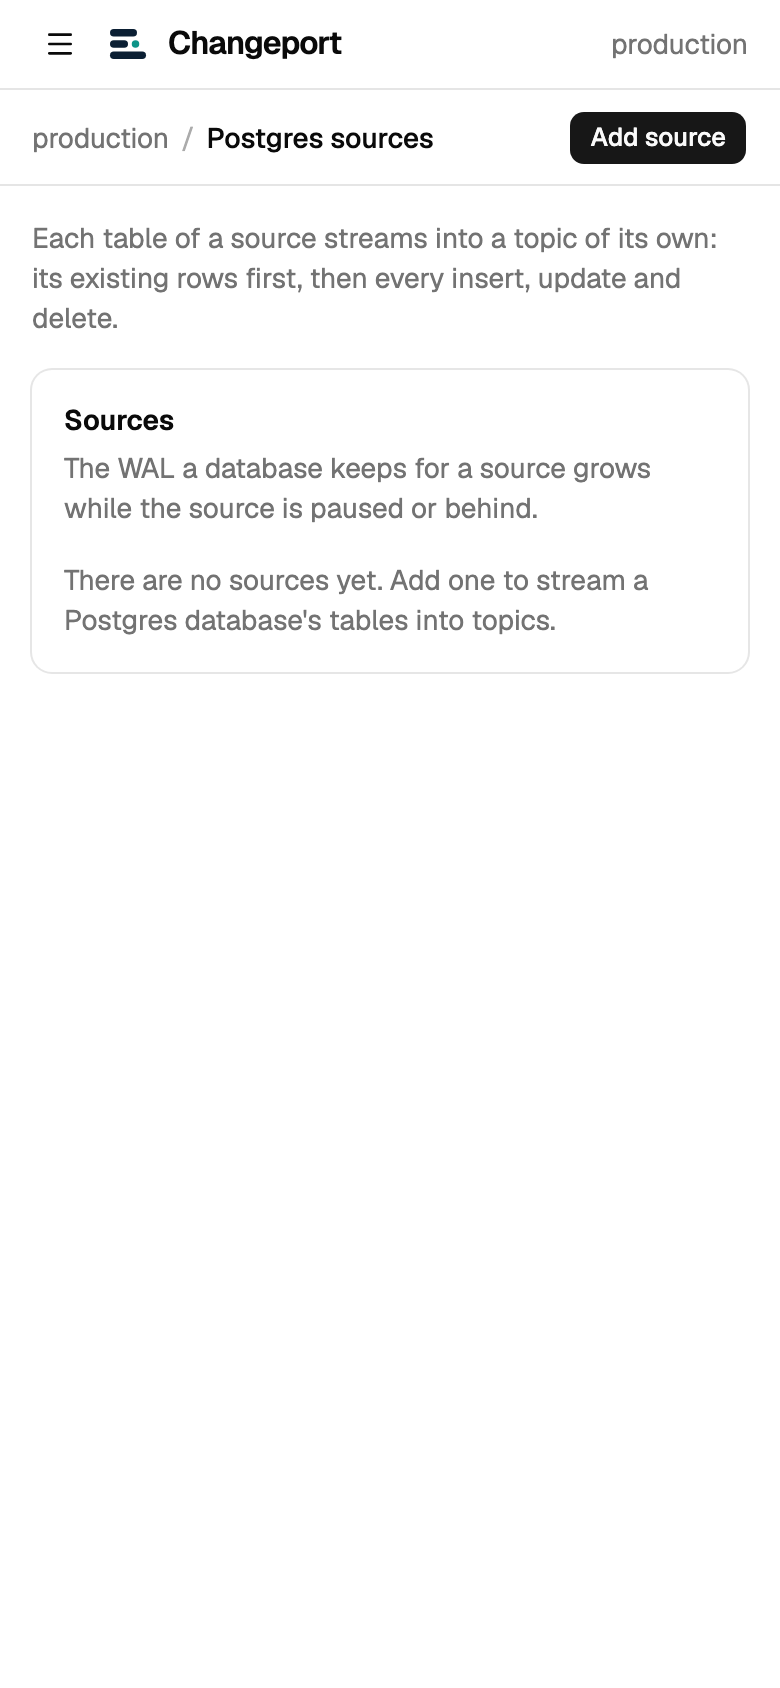 Changeport
production
production / Postgres sources
Add source
Each table of a source streams into a topic of its own:
its existing rows first, then every insert, update and
delete.
Sources
The WAL a database keeps for a source grows
while the source is paused or behind.
There are no sources yet. Add one to stream a
Postgres database's tables into topics.